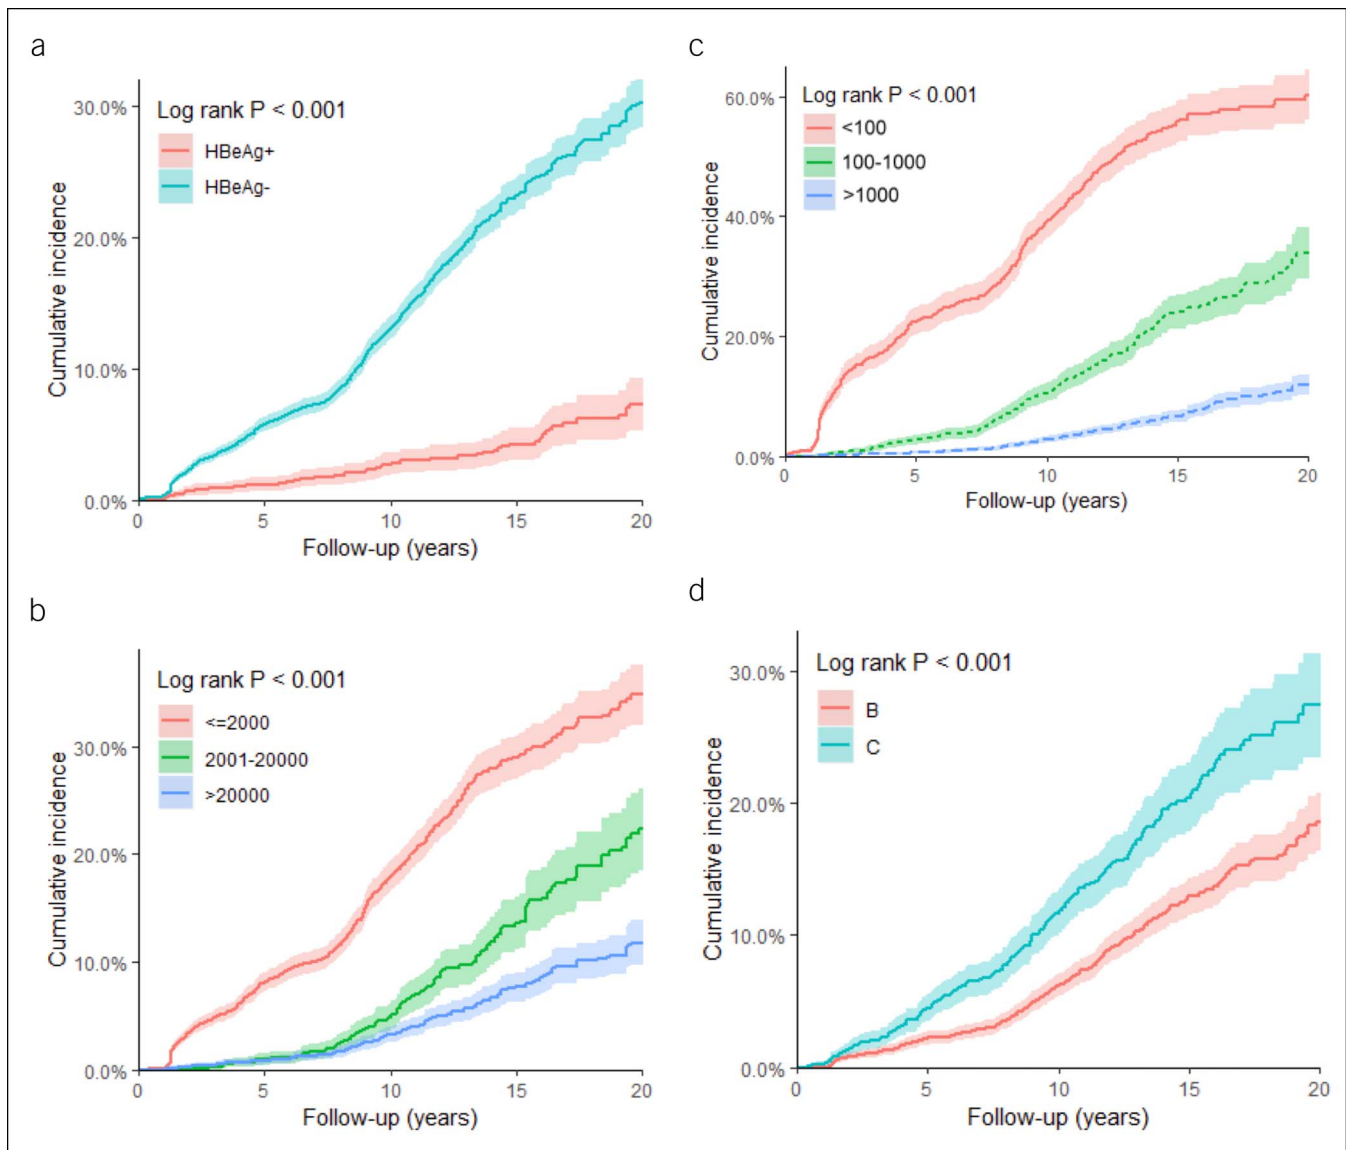 a
Log rank P < 0.001
HBeAg+
HBeAg-
30.0%
20.0%
10.0%
0.0%
Cumulative incidence
0 5 10 15 20
Follow-up (years)
b
Log rank P < 0.001
<=2000
2001-20000
>20000
30.0%
20.0%
10.0%
0.0%
Cumulative incidence
0 5 10 15 20
Follow-up (years)
c
Log rank P < 0.001
<100
100-1000
>1000
60.0%
40.0%
20.0%
0.0%
Cumulative incidence
0 5 10 15 20
Follow-up (years)
d
Log rank P < 0.001
B
C
30.0%
20.0%
10.0%
0.0%
Cumulative incidence
0 5 10 15 20
Follow-up (years)